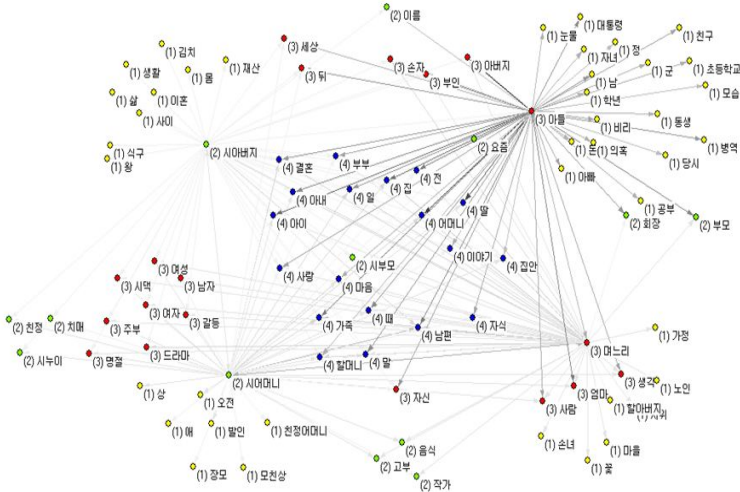 (2) 이름
(1) 눈물
(1) 대통령
(1) 친구
(1) 김치
(3) 세상
(1) 정
(1) 자녀
(1) 생활
(1) 몸
(1) 재산
(3) 뒤
(3) 손자
(3) 아버지
(3) 부인
(1) 남
(1) 군
(1) 초등학교
(1) 삶
(1) 이혼
(1) 학년
(1) 모습
(1) 사이
(3) 아들
(1) 비리
(1) 동생
(1) 식구
(1) 왕
(2) 시아버지
(4) 결혼
(4) 부부
(2) 요즘
(1) 돈
(1) 의혹
(1) 당시
(1) 병역
(4) 전
(4) 집
(4) 일
(4) 아내
(1) 아빠
(4) 아이
(4) 어머니
(4) 딸
(1) 공부
(2) 회장
(2) 부모
(3) 여성
(3) 시댁
(3) 남자
(4) 사랑
(2) 시부모
(4) 마음
(4) 이야기
(4) 집안
(2) 친정
(2) 치매
(3) 주부
(3) 여자
(3) 갈등
(4) 가족
(4) 때
(4) 남편
(4) 자식
(1) 가정
(2) 시누이
(3) 명절
(3) 드라마
(4) 할머니
(4) 말
(3) 며느리
(2) 시어머니
(1) 상
(1) 오전
(3) 자신
(3) 사람
(3) 엄마
(3) 생각
(1) 노인
(1) 할아버지
(1) 애
(1) 발인
(1) 친정어머니
(1) 손녀
(1) 마을
(2) 음식
(2) 고부
(1) 꽃
(1) 장모
(1) 모친상
(2) 작가